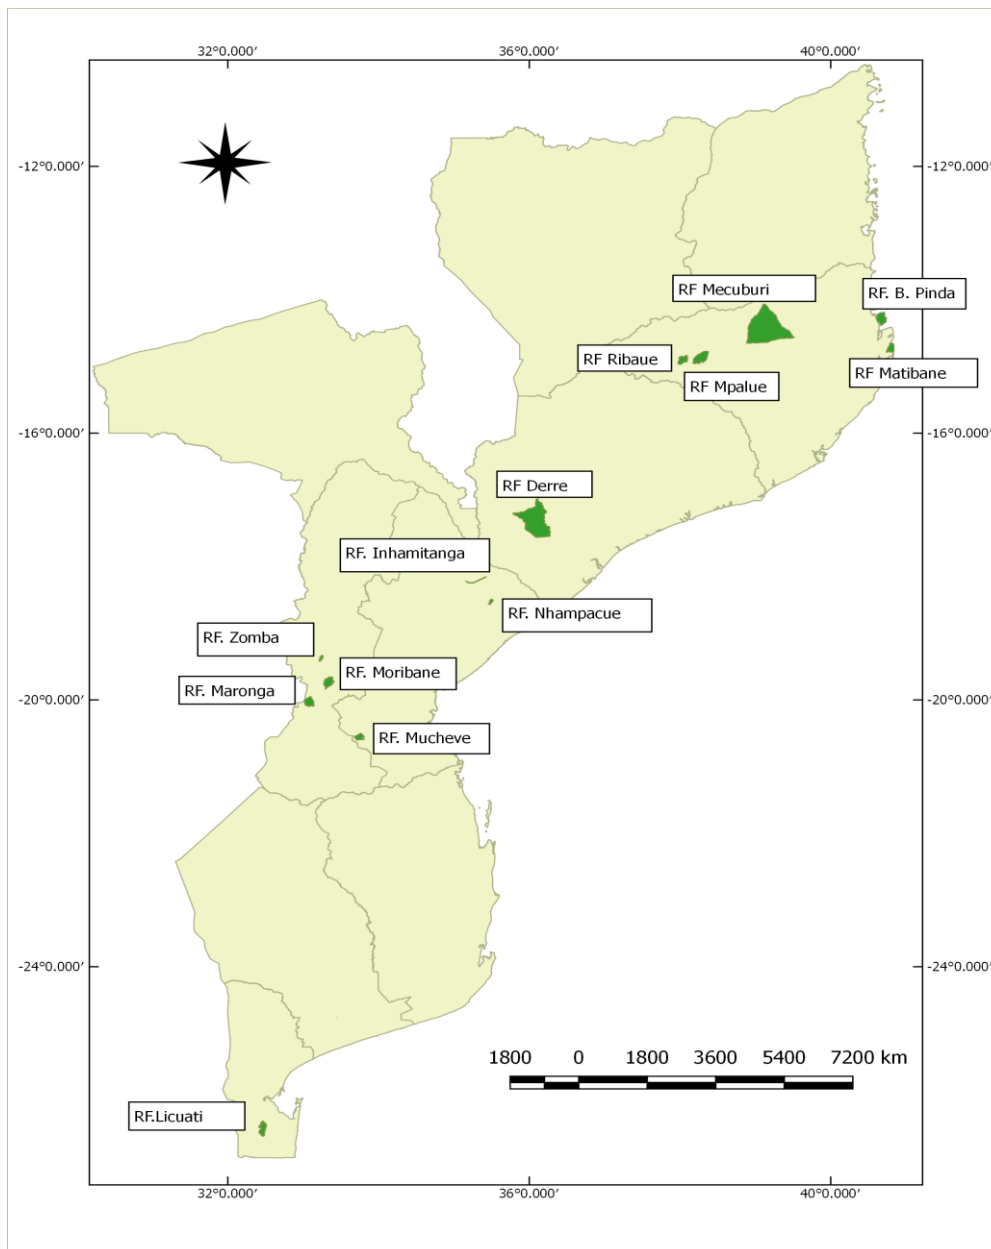 32°0.000′ 36°0.000′ 40°0.000′
-12°0.000′ -12°0.000′
RF Mecuburi
RF. B. Pinda
RF Ribaue
RF Matibane
RF Mpalue
-16°0.000′ -16°0.000′
RF Derre
RF. Inhamitanga
RF. Nhampacue
RF. Zomba
RF. Moribane
RF. Maronga
-20°0.000′ -20°0.000′
RF. Mucheve
-24°0.000′ -24°0.000′
1800 0 1800 3600 5400 7200 km
RF.Licuati
32°0.000′ 36°0.000′ 40°0.000′